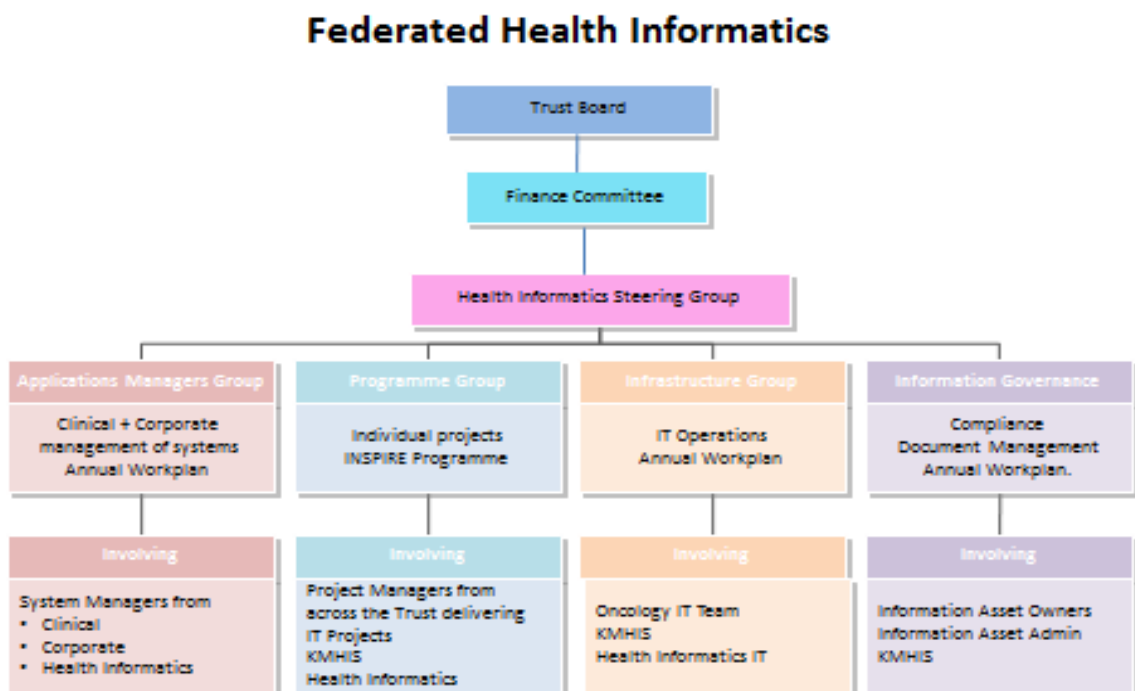 Federated Health Informatics
Trust Board
Finance Committee
Health Informatics Steering Group
Applications Managers Group
Clinical + Corporate
management of systems
Annual Workplan
Programme Group
Individual projects
INSPIRE Programme
Infrastructure Group
IT Operations
Annual Workplan
Information Governance
Compliance
Document Management
Annual Workplan.
Involving
System Managers from
• Clinical
• Corporate
• Health Informatics
Involving
Project Managers from
across the Trust delivering
IT Projects
KMHIS
Health Informatics
Involving
Oncology IT Team
KMHIS
Health Informatics IT
Involving
Information Asset Owners
Information Asset Admin
KMHIS